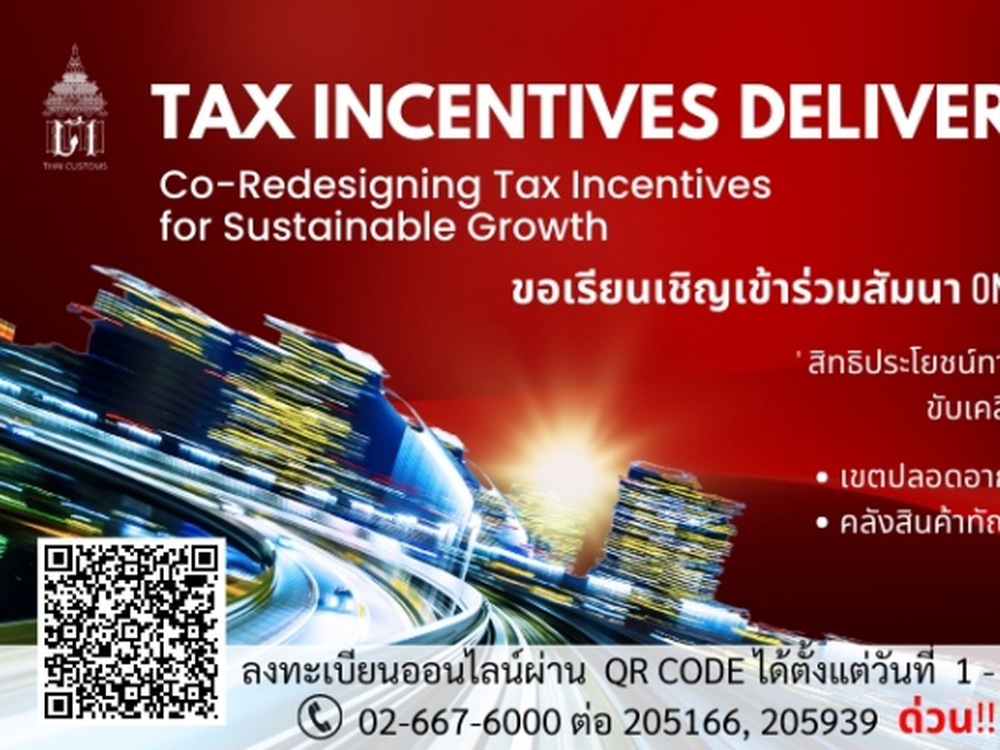 TAX INCENTIVES DELIVER
Co-Redesigning Tax Incentives
for Sustainable Growth
THAI CUSTOMS
ขอเรียนเชิญเข้าร่วมสัมนา ON
' สิทธิประโยชน์ทา
ขับเคลื
• เขตปลอดอาก
• คลังสินค้าทัณ
ลงทะเบียนออนไลน์ผ่าน QR CODE ได้ตั้งแต่วันที่ 1 -
02-667-6000 ต่อ 205166, 205939 ด่วน!!